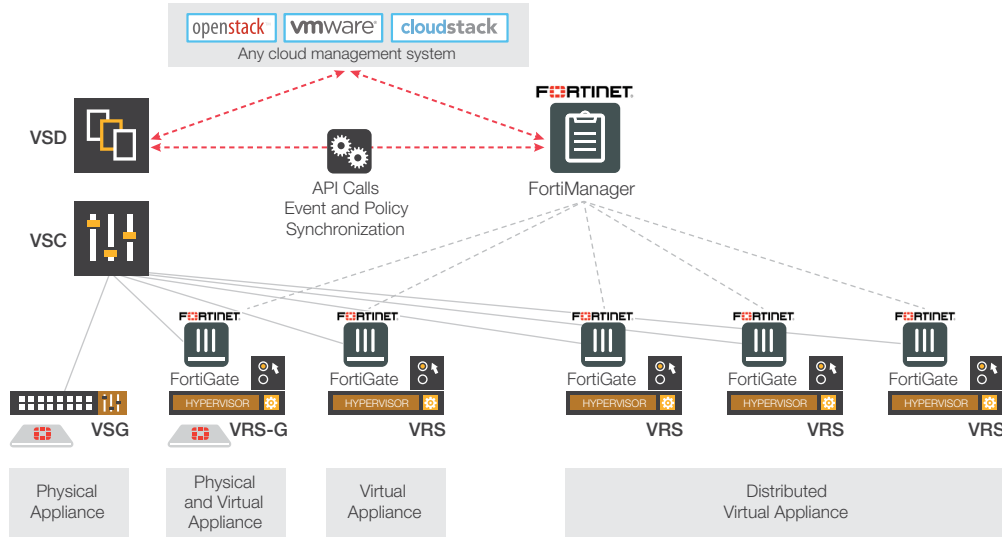 openstack vmware cloudstack
Any cloud management system
FORTINET
VSD
API Calls
Event and Policy
Synchronization
FortiManager
VSC
FORTINET FORTINET FORTINET FORTINET FORTINET
FortiGate FortiGate FortiGate FortiGate FortiGate
HYPERVISOR HYPERVISOR HYPERVISOR HYPERVISOR HYPERVISOR
VSG VRS-G VRS VRS VRS VRS
Physical
Appliance
Physical
and Virtual
Appliance
Virtual
Appliance
Distributed
Virtual Appliance